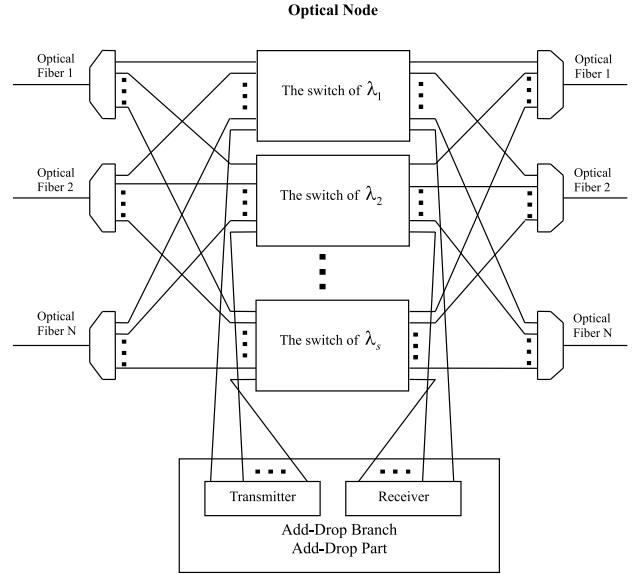 Optical Node
Optical
Fiber 1
Optical
Fiber 1
The switch of λ1
Optical
Fiber 2
Optical
Fiber 2
The switch of λ2
Optical
Fiber N
Optical
Fiber N
The switch of λs
Transmitter
Receiver
Add-Drop Branch
Add-Drop Part